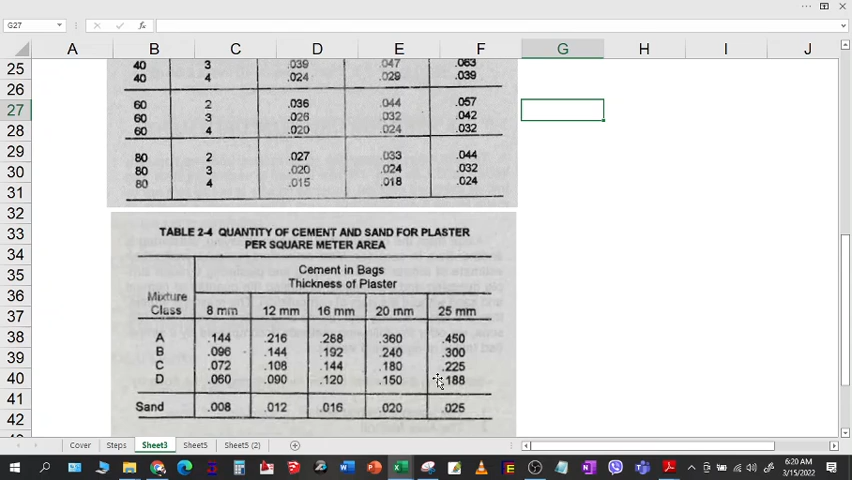 G27
fx
A B C D E F G H I J
25 40 3 .039 .047 .063
40 4 .024 .029 .039
26
27 60 2 .036 .044 .057
60 3 .026 .032 .042
28 60 4 .020 .024 .032
29 80 2 .027 .033 .044
30 80 3 .020 .024 .032
31 80 4 .015 .018 .024
32
33 TABLE 2-4 QUANTITY OF CEMENT AND SAND FOR PLASTER
34 PER SQUARE METER AREA
35 Cement in Bags
Thickness of Plaster
36 Mixture
37 Class 8 mm 12 mm 16 mm 20 mm 25 mm
38 A .144 .216 .268 .360 .450
39 B .096 .144 .192 .240 .300
C .072 .108 .144 .180 .225
40 D .060 .090 .120 .150 .188
41 Sand .008 .012 .016 .020 .025
42
Cover Steps Sheet3 Sheet5 Sheet5 (2)
6:20 AM
3/15/2022